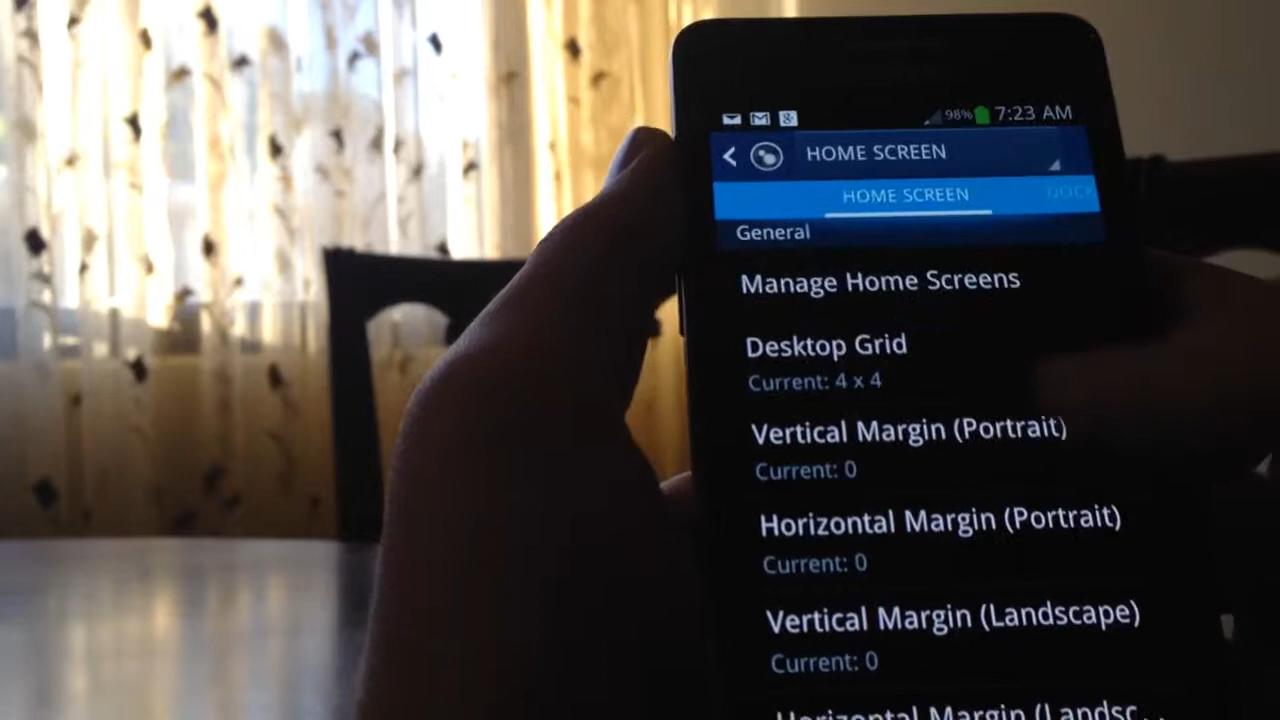 98% 7:23 AM
HOME SCREEN
HOME SCREEN DOCK
General
Manage Home Screens
Desktop Grid
Current: 4 x 4
Vertical Margin (Portrait)
Current: 0
Horizontal Margin (Portrait)
Current: 0
Vertical Margin (Landscape)
Current: 0
Horizontal Margin (Landsc...